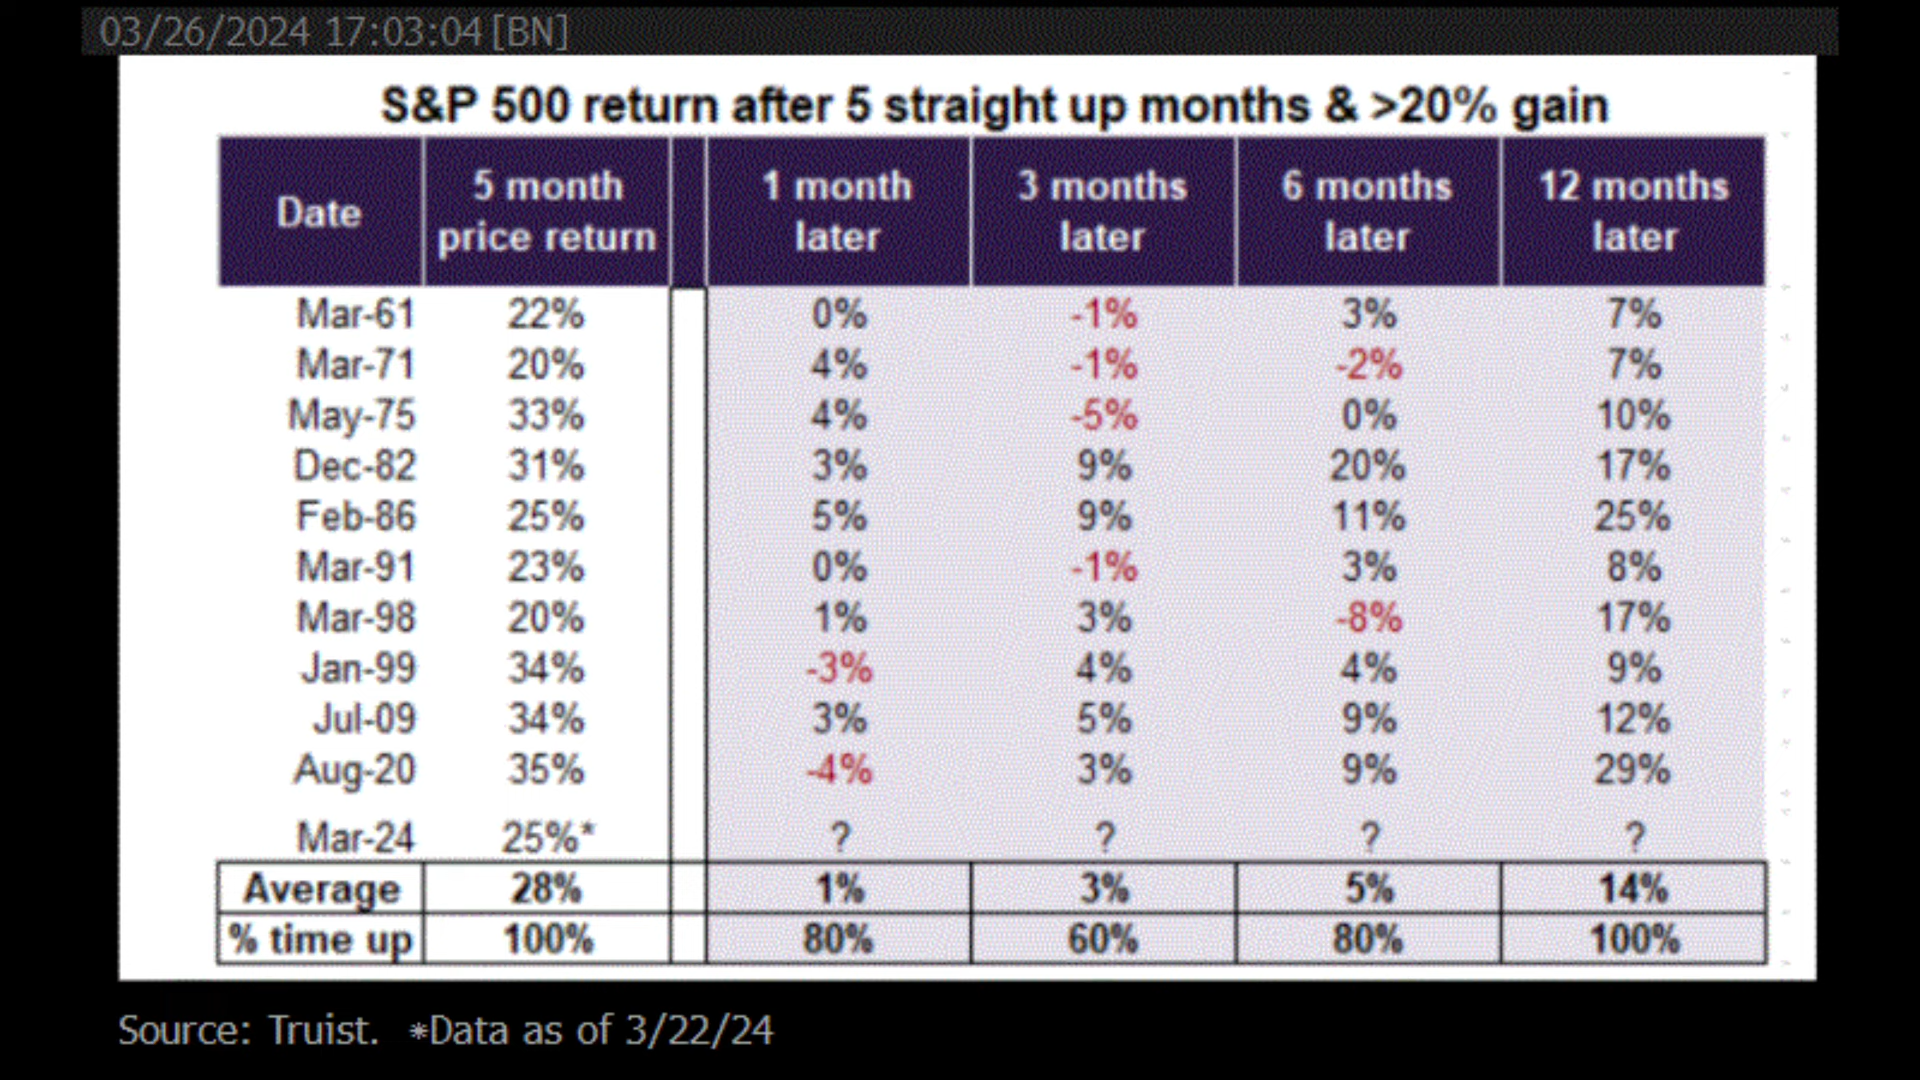 03/26/2024 17:03:04[BN]
S&P 500 return after 5 straight up months & >20% gain
Date 5 month price return 1 month later 3 months later 6 months later 12 months later
Mar-61 22% 0% -1% 3% 7%
Mar-71 20% 4% -1% -2% 7%
May-75 33% 4% -5% 0% 10%
Dec-82 31% 3% 9% 20% 17%
Feb-86 25% 5% 9% 11% 25%
Mar-91 23% 0% -1% 3% 8%
Mar-98 20% 1% 3% -8% 17%
Jan-99 34% -3% 4% 4% 9%
Jul-09 34% 3% 5% 9% 12%
Aug-20 35% -4% 3% 9% 29%
Mar-24 25%* ? ? ? ?
Average 28% 1% 3% 5% 14%
% time up 100% 80% 60% 80% 100%
Source: Truist. *Data as of 3/22/24